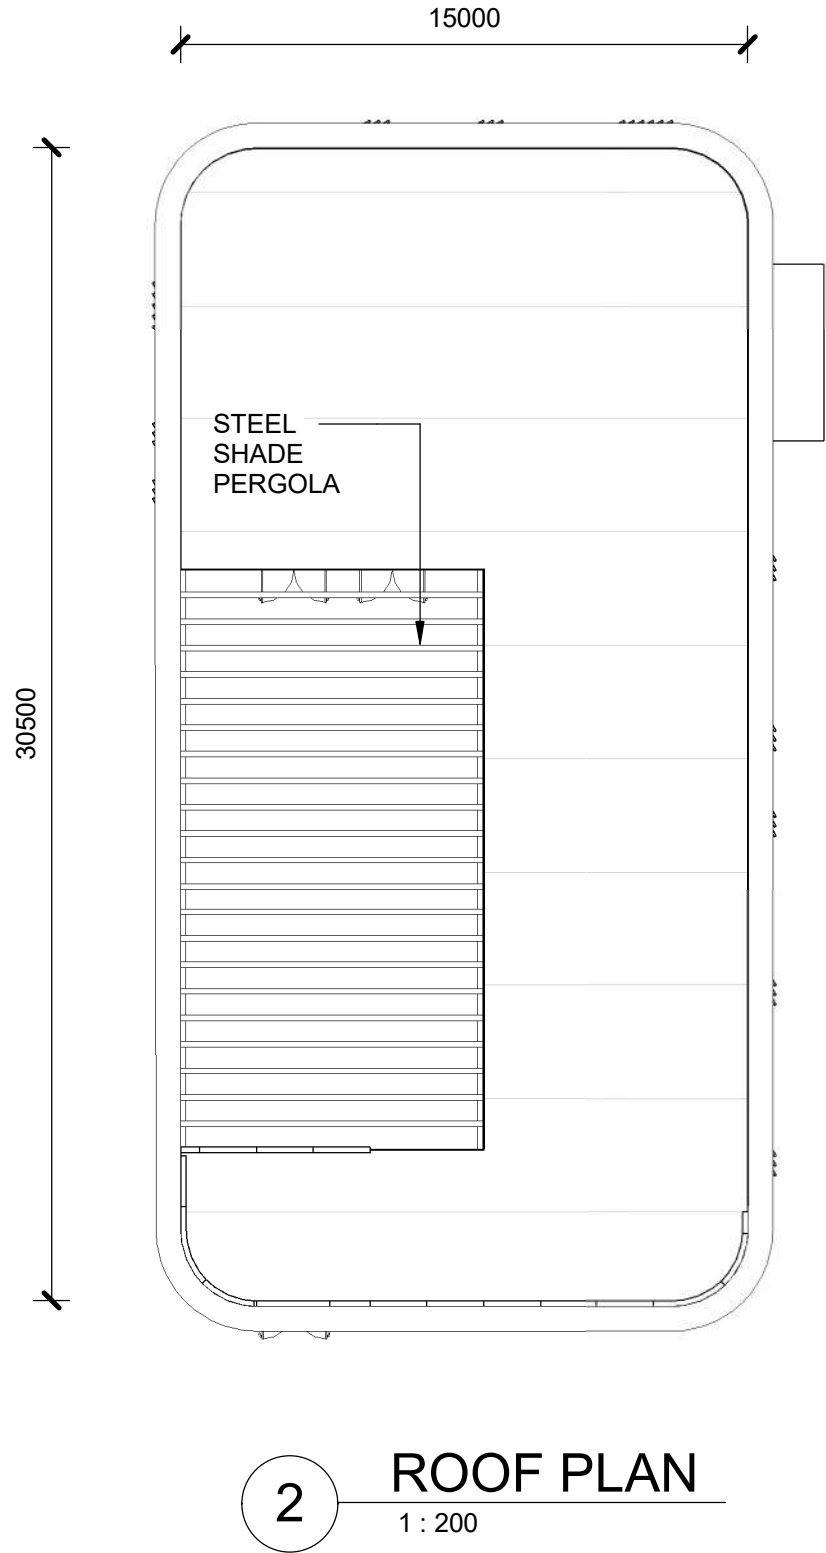 15000
STEEL
SHADE
PERGOLA
30500
2
ROOF PLAN
1 : 200